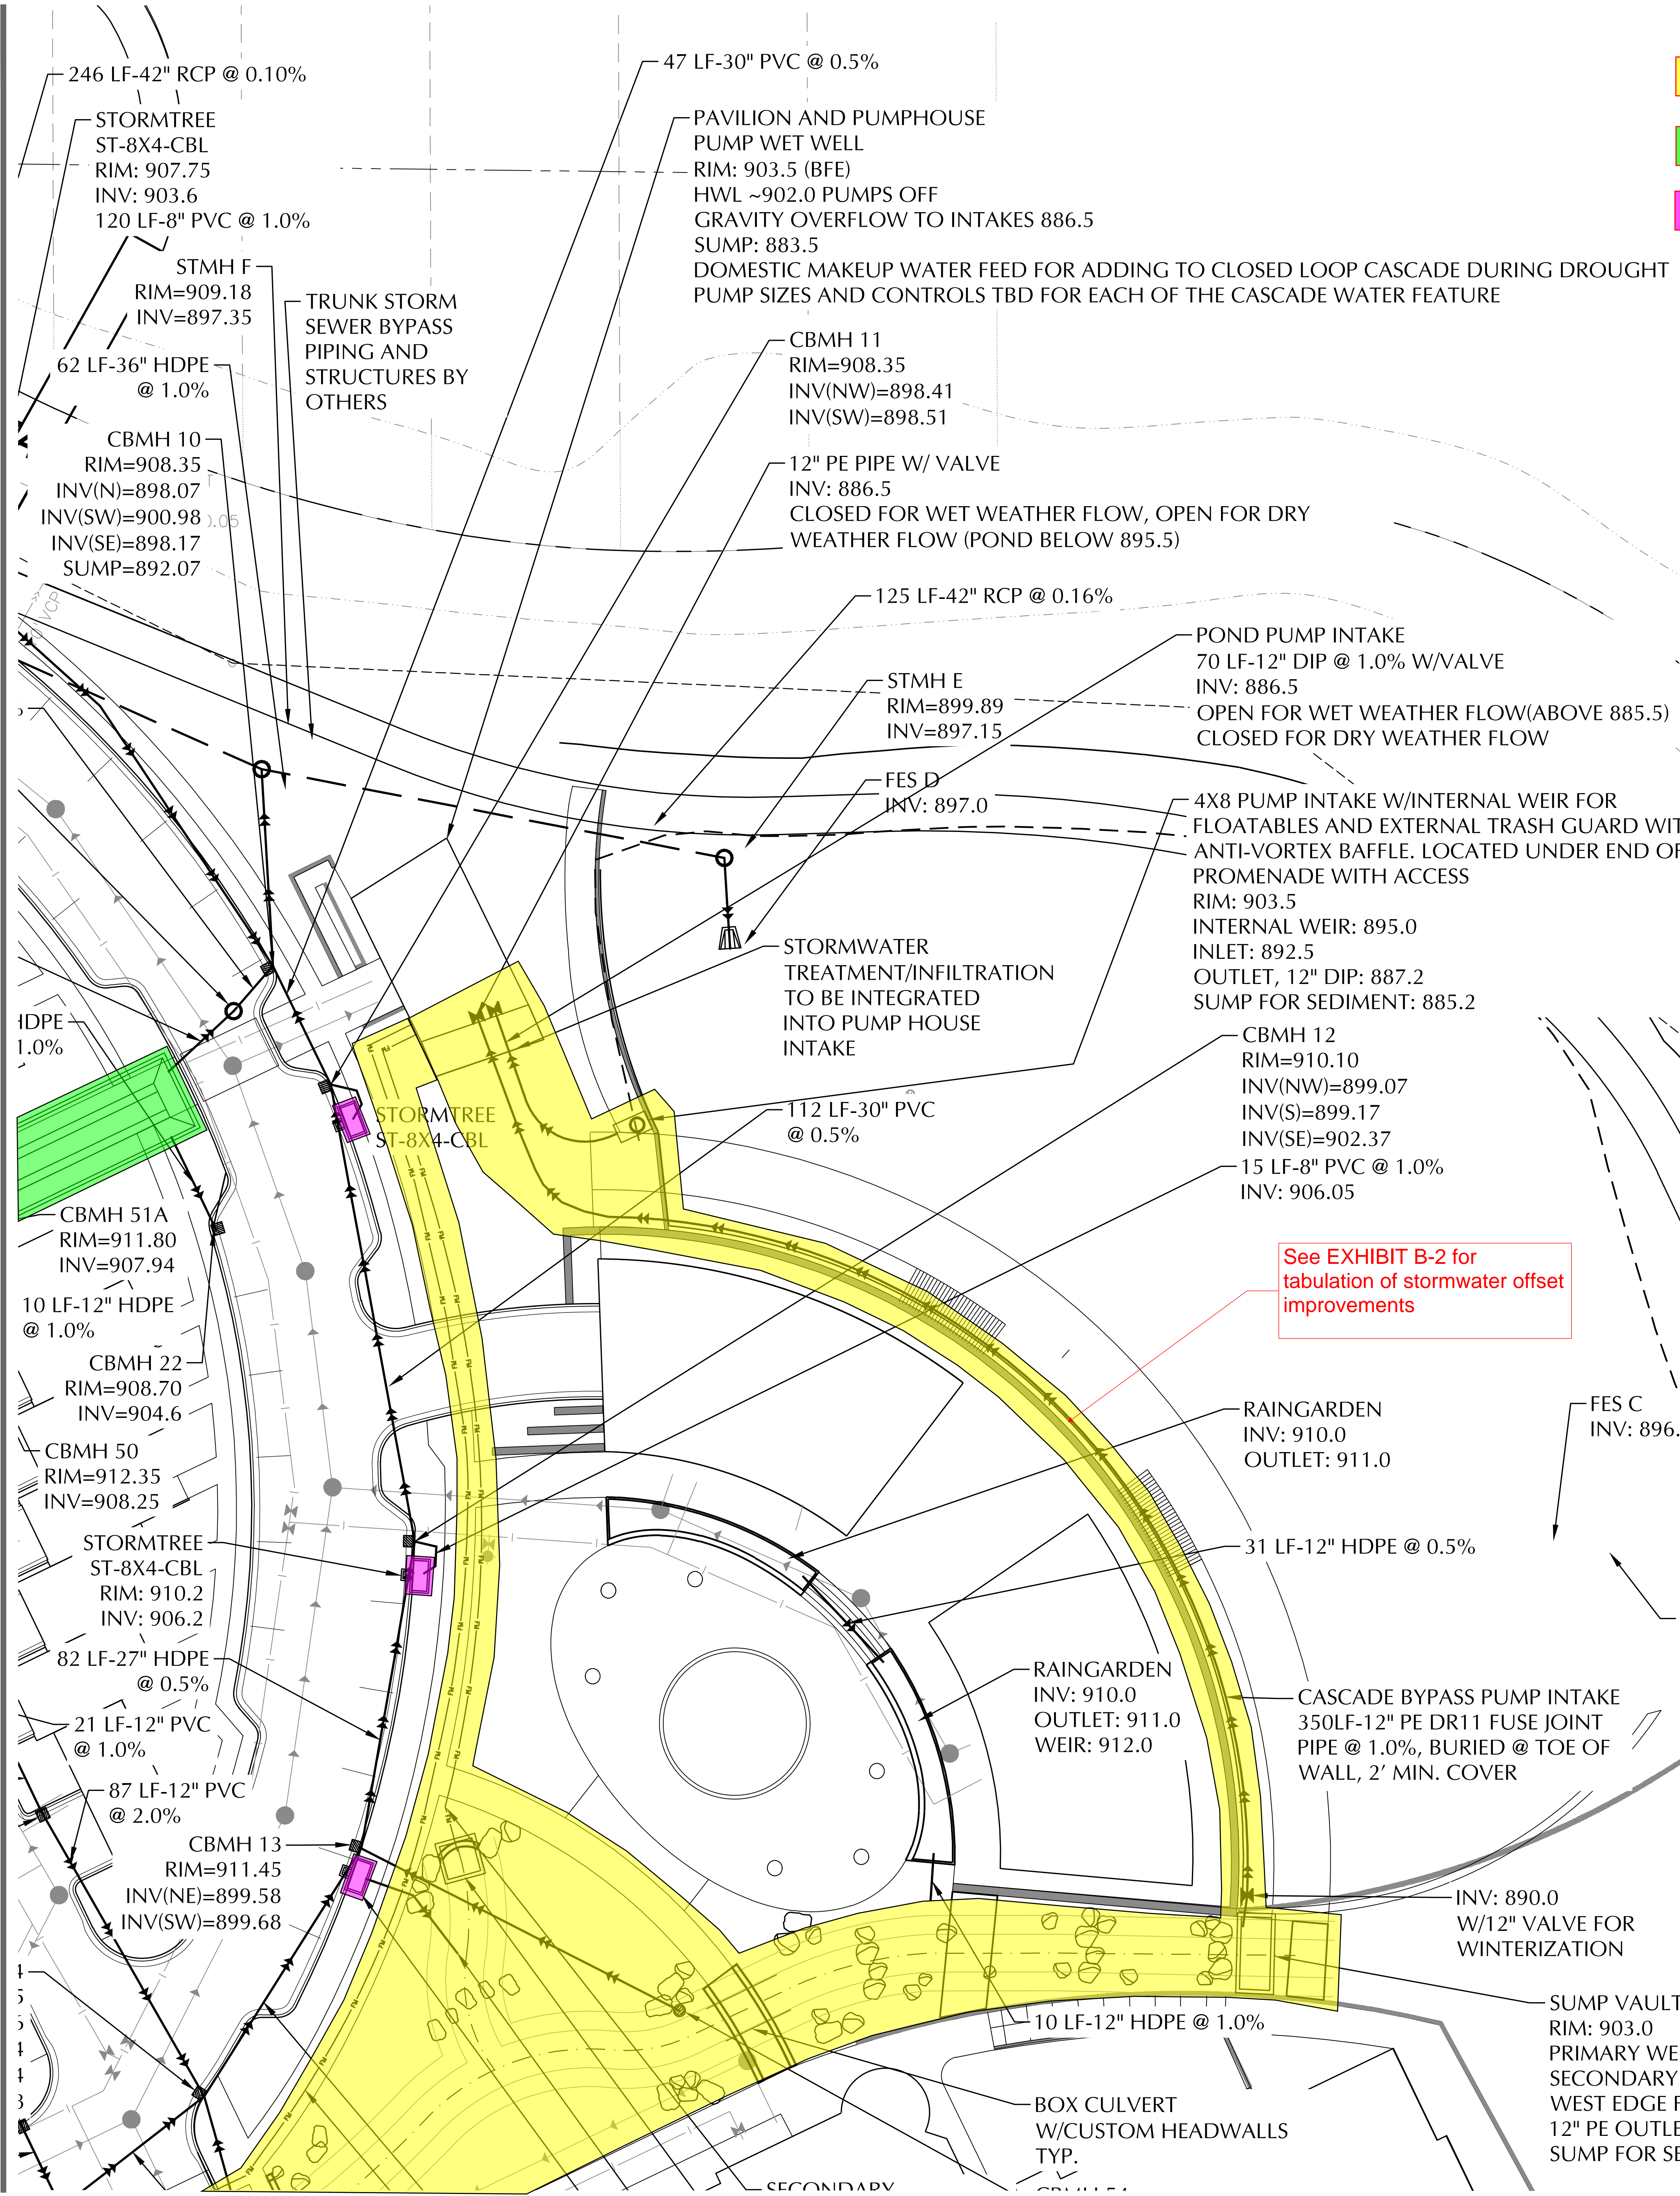 246 LF-42" RCP @ 0.10%
STORMTREE
ST-8X4-CBL
RIM: 907.75
INV: 903.6
120 LF-8" PVC @ 1.0%
STMH F
RIM=909.18
INV=897.35
TRUNK STORM
SEWER BYPASS
PIPING AND
STRUCTURES BY
OTHERS
62 LF-36" HDPE
@ 1.0%
CBMH 10
RIM=908.35
INV(N)=898.07
INV(SW)=900.98
INV(SE)=898.17
SUMP=892.07
47 LF-30" PVC @ 0.5%
PAVILION AND PUMPHOUSE
PUMP WET WELL
RIM: 903.5 (BFE)
HWL ~902.0 PUMPS OFF
GRAVITY OVERFLOW TO INTAKES 886.5
SUMP: 883.5
DOMESTIC MAKEUP WATER FEED FOR ADDING TO CLOSED LOOP CASCADE DURING DROUGHT
PUMP SIZES AND CONTROLS TBD FOR EACH OF THE CASCADE WATER FEATURE
CBMH 11
RIM=908.35
INV(NW)=898.41
INV(SW)=898.51
12" PE PIPE W/ VALVE
INV: 886.5
CLOSED FOR WET WEATHER FLOW, OPEN FOR DRY
WEATHER FLOW (POND BELOW 895.5)
VCP
125 LF-42" RCP @ 0.16%
POND PUMP INTAKE
70 LF-12" DIP @ 1.0% W/VALVE
INV: 886.5
OPEN FOR WET WEATHER FLOW(ABOVE 885.5)
CLOSED FOR DRY WEATHER FLOW
STMH E
RIM=899.89
INV=897.15
FES D
INV: 897.0
4X8 PUMP INTAKE W/INTERNAL WEIR FOR
FLOATABLES AND EXTERNAL TRASH GUARD WIT
ANTI-VORTEX BAFFLE. LOCATED UNDER END OF
PROMENADE WITH ACCESS
RIM: 903.5
INTERNAL WEIR: 895.0
INLET: 892.5
OUTLET, 12" DIP: 887.2
SUMP FOR SEDIMENT: 885.2
STORMWATER
TREATMENT/INFILTRATION
TO BE INTEGRATED
INTO PUMP HOUSE
INTAKE
HDPE
1.0%
CBMH 12
RIM=910.10
INV(NW)=899.07
INV(S)=899.17
INV(SE)=902.37
STORMTREE
ST-8X4-CBL
112 LF-30" PVC
@ 0.5%
15 LF-8" PVC @ 1.0%
INV: 906.05
CBMH 51A
RIM=911.80
INV=907.94
See EXHIBIT B-2 for
tabulation of stormwater offset
improvements
10 LF-12" HDPE
@ 1.0%
CBMH 22
RIM=908.70
INV=904.6
RAINGARDEN
INV: 910.0
OUTLET: 911.0
FES C
INV: 896.
CBMH 50
RIM=912.35
INV=908.25
STORMTREE
ST-8X4-CBL
RIM: 910.2
INV: 906.2
31 LF-12" HDPE @ 0.5%
82 LF-27" HDPE
@ 0.5%
RAINGARDEN
INV: 910.0
OUTLET: 911.0
WEIR: 912.0
CASCADE BYPASS PUMP INTAKE
350LF-12" PE DR11 FUSE JOINT
PIPE @ 1.0%, BURIED @ TOE OF
WALL, 2' MIN. COVER
21 LF-12" PVC
@ 1.0%
87 LF-12" PVC
@ 2.0%
CBMH 13
RIM=911.45
INV(NE)=899.58
INV(SW)=899.68
INV: 890.0
W/12" VALVE FOR
WINTERIZATION
10 LF-12" HDPE @ 1.0%
SUMP VAULT
RIM: 903.0
PRIMARY WE
SECONDARY
WEST EDGE F
12" PE OUTLE
SUMP FOR SE
BOX CULVERT
W/CUSTOM HEADWALLS
TYP.
SECONDARY